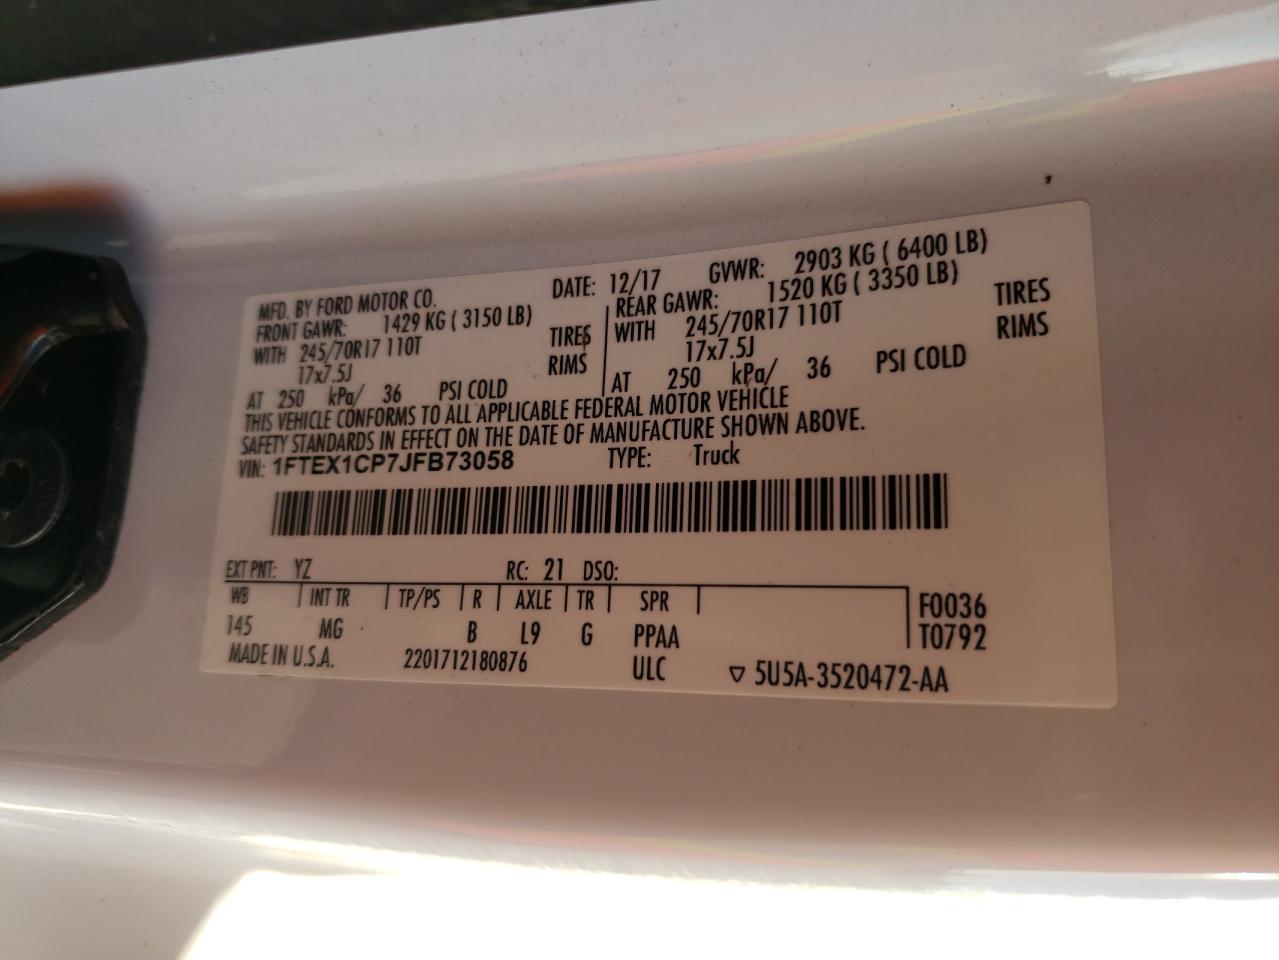 MFD. BY FORD MOTOR CO. DATE: 12/17 GVWR: 2903 KG ( 6400 LB)
FRONT GAWR: 1429 KG ( 3150 LB) REAR GAWR: 1520 KG ( 3350 LB)
WITH 245/70R17 110T TIRES WITH 245/70R17 110T TIRES
17x7.5J RIMS 17x7.5J RIMS
AT 250 kPa/ 36 PSI COLD AT 250 kPa/ 36 PSI COLD
THIS VEHICLE CONFORMS TO ALL APPLICABLE FEDERAL MOTOR VEHICLE
SAFETY STANDARDS IN EFFECT ON THE DATE OF MANUFACTURE SHOWN ABOVE.
VIN: 1FTEX1CP7JFB73058 TYPE: Truck
EXT PNT: YZ RC: 21 DSO:
WB INT TR TP/PS R AXLE TR SPR F0036
145 MG B L9 G PPAA T0792
MADE IN U.S.A. 2201712180876 ULC ▽ 5U5A-3520472-AA